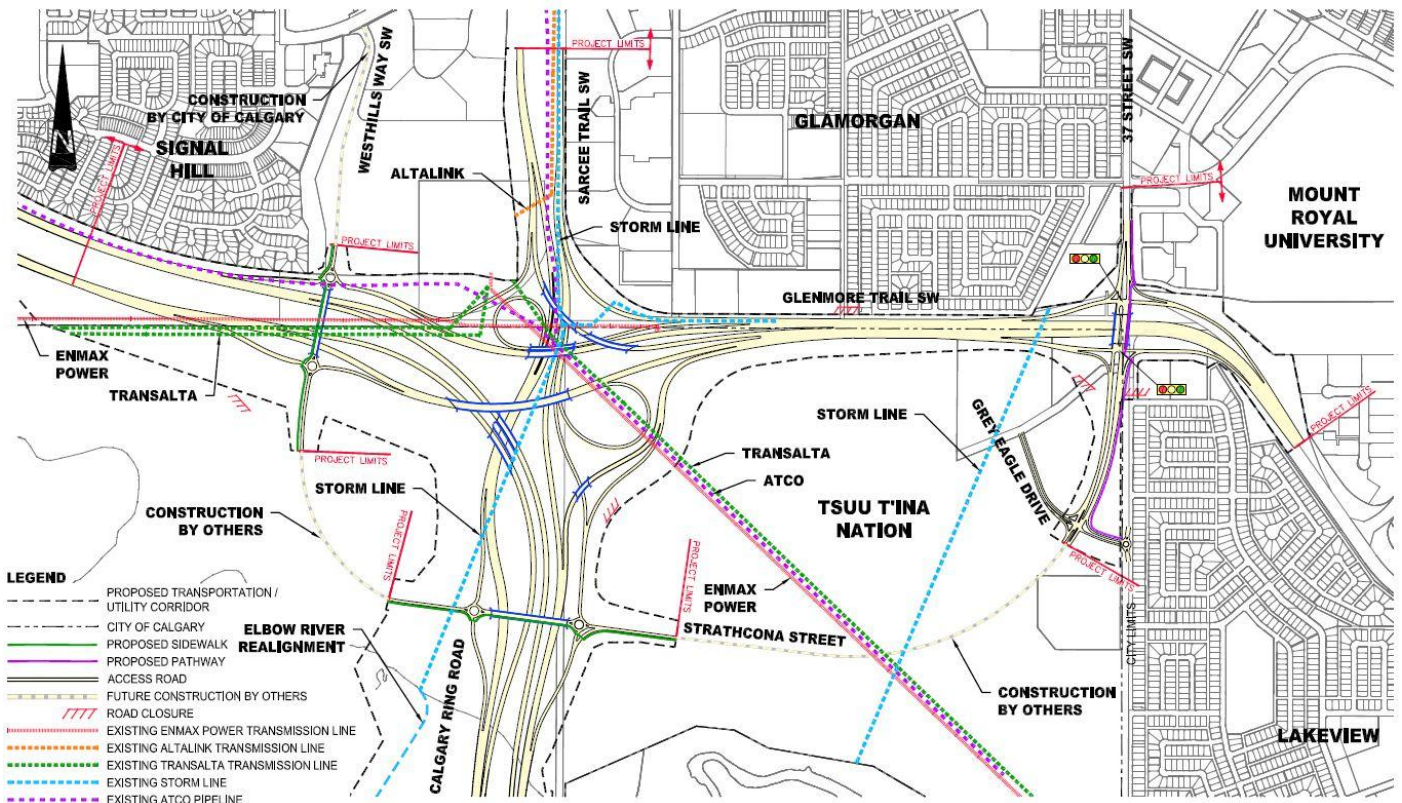 PROJECT LIMITS
WESTHILLS WAY SW
CONSTRUCTION
BY CITY OF CALGARY
SARCEE TRAIL SW
37 STREET SW
GLAMORGAN
SIGNAL
HILL
N
PROJECT LIMITS
ALTALINK
PROJECT LIMITS
MOUNT
ROYAL
UNIVERSITY
STORM LINE
PROJECT LIMITS
GLENMORE TRAIL SW
ENMAX
POWER
TRANSALTA
STORM LINE
GREY EAGLE DRIVE
PROJECT LIMITS
TRANSALTA
ATCO
PROJECT LIMITS
STORM LINE
TSUU T'INA
NATION
CONSTRUCTION
BY OTHERS
PROJECT LIMITS
PROJECT LIMITS
PROJECT LIMITS
ENMAX
POWER
STRATHCONA STREET
CITY LIMITS
ELBOW RIVER
REALIGNMENT
CALGARY RING ROAD
CONSTRUCTION
BY OTHERS
LAKEVIEW
LEGEND
PROPOSED TRANSPORTATION /
UTILITY CORRIDOR
CITY OF CALGARY
PROPOSED SIDEWALK
PROPOSED PATHWAY
ACCESS ROAD
FUTURE CONSTRUCTION BY OTHERS
ROAD CLOSURE
EXISTING ENMAX POWER TRANSMISSION LINE
EXISTING ALTALINK TRANSMISSION LINE
EXISTING TRANSALTA TRANSMISSION LINE
EXISTING STORM LINE
EXISTING ATCO PIPELINE